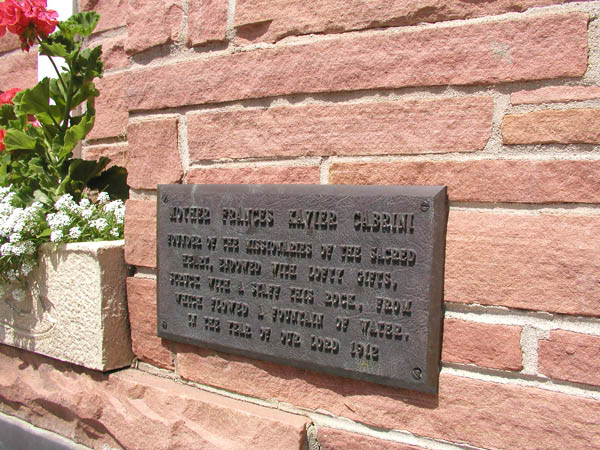 MOTHER FRANCES XAVIER CABRINI
FOUNDER OF THE MISSIONARIES OF THE SACRED
HEART, ENDOWED WITH LOFTY GIFTS,
STRUCK WITH A STAFF THIS ROCK, FROM
WHICH FLOWED A FOUNTAIN OF WATER,
IN THE YEAR OF OUR LORD 1912